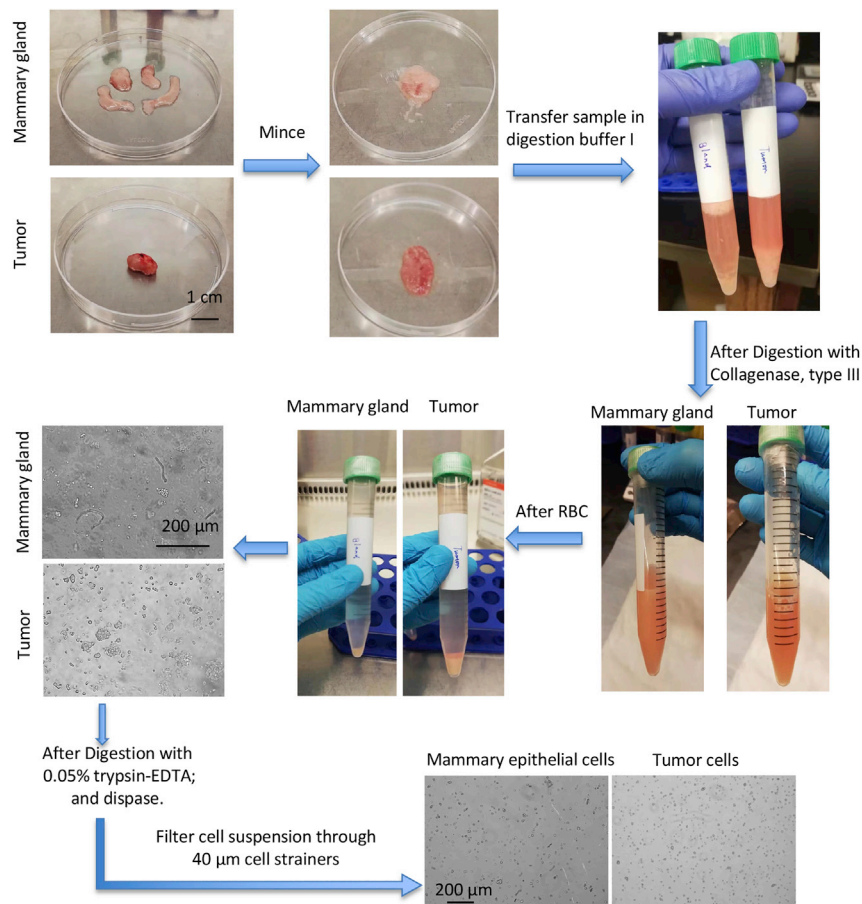 Mammary gland
Mince
Transfer sample in
digestion buffer I
Gland
Tumor
Tumor
1 cm
After Digestion with
Collagenase, type III
Mammary gland
Tumor
Mammary gland
Tumor
Mammary gland
200 µm
After RBC
Gland
Tumor
Tumor
After Digestion with
0.05% trypsin-EDTA;
and dispase.
Mammary epithelial cells
Tumor cells
Filter cell suspension through
40 µm cell strainers
200 µm